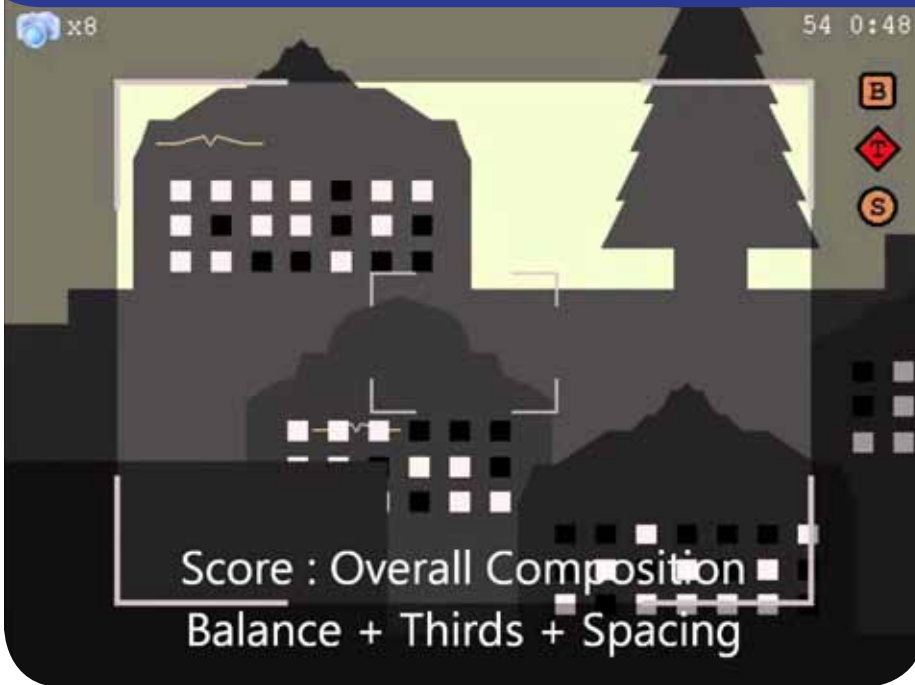 x8
54 0:48
B
T
S
Score : Overall Composition
Balance + Thirds + Spacing